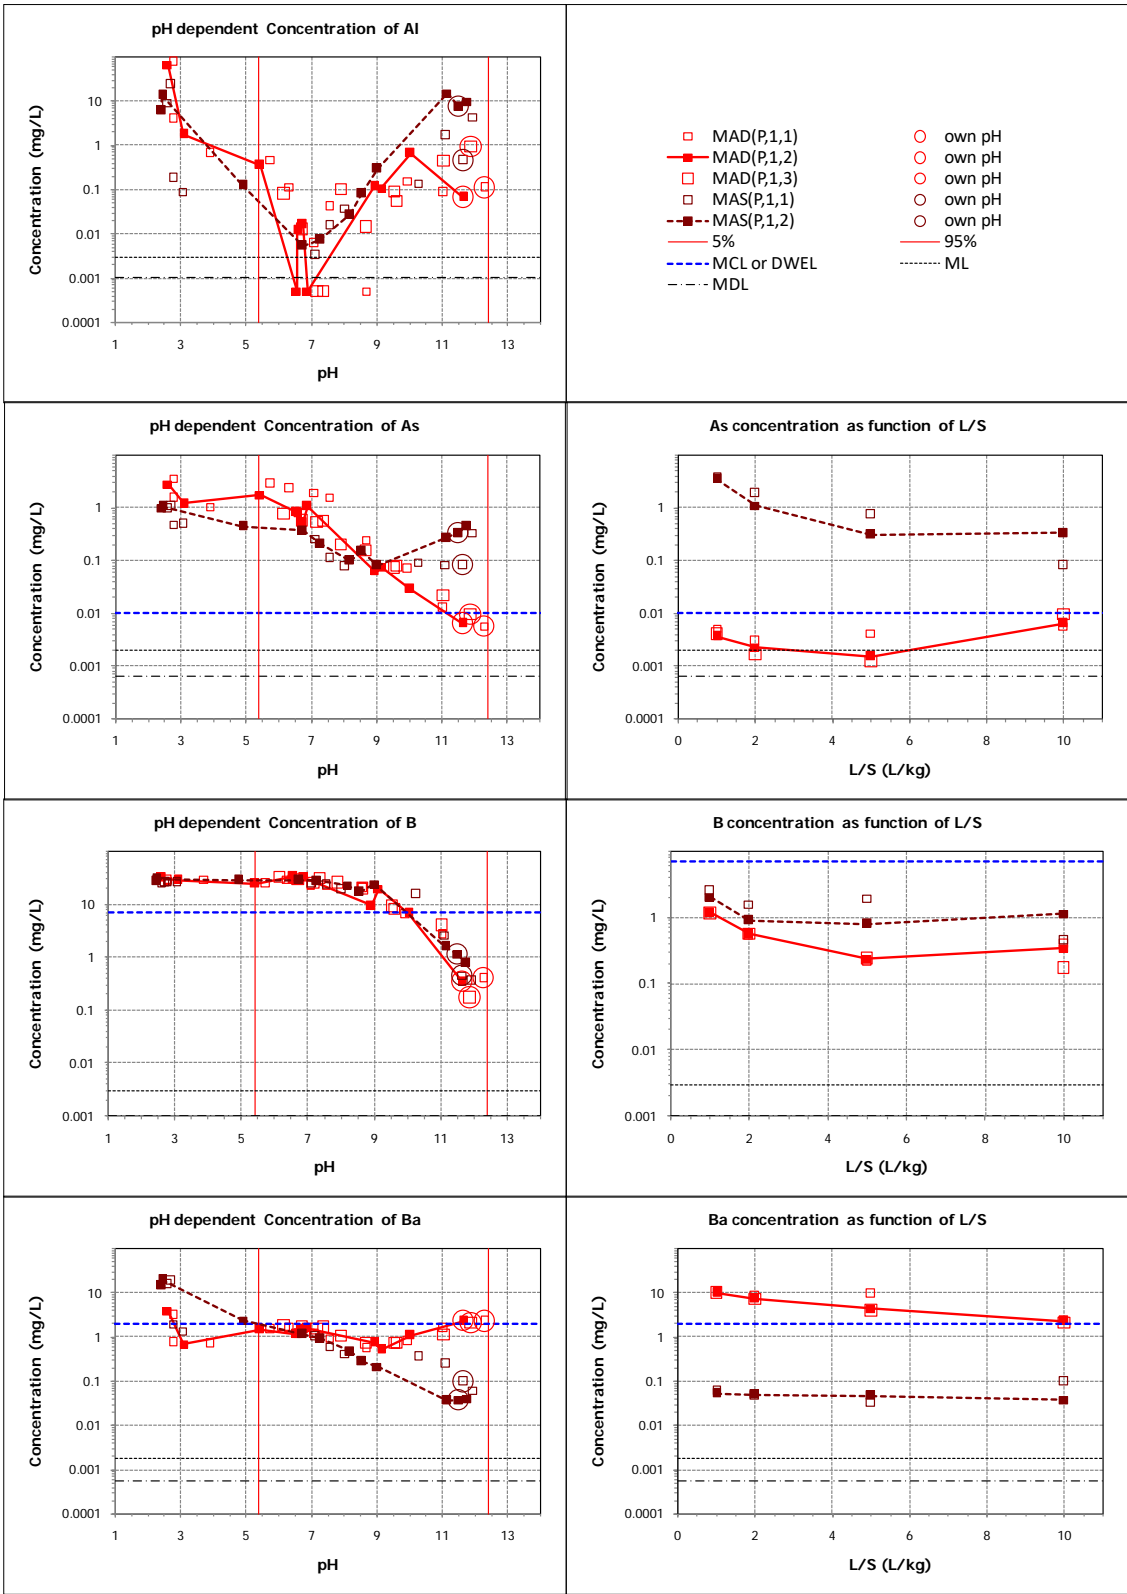 pH dependent Concentration of Al
Concentration (mg/L)
10
1
0.1
0.01
0.001
0.0001
1 3 5 7 9 11 13
pH
MAD(P,1,1) own pH
MAD(P,1,2) own pH
MAD(P,1,3) own pH
MAS(P,1,1) own pH
MAS(P,1,2) own pH
5% 95%
MCL or DWEL ML
MDL
pH dependent Concentration of As
Concentration (mg/L)
1
0.1
0.01
0.001
0.0001
1 3 5 7 9 11 13
pH
As concentration as function of L/S
Concentration (mg/L)
1
0.1
0.01
0.001
0.0001
0 2 4 6 8 10
L/S (L/kg)
pH dependent Concentration of B
Concentration (mg/L)
10
1
0.1
0.01
0.001
1 3 5 7 9 11 13
pH
B concentration as function of L/S
Concentration (mg/L)
1
0.1
0.01
0.001
0 2 4 6 8 10
L/S (L/kg)
pH dependent Concentration of Ba
Concentration (mg/L)
10
1
0.1
0.01
0.001
0.0001
1 3 5 7 9 11 13
pH
Ba concentration as function of L/S
Concentration (mg/L)
10
1
0.1
0.01
0.001
0.0001
0 2 4 6 8 10
L/S (L/kg)